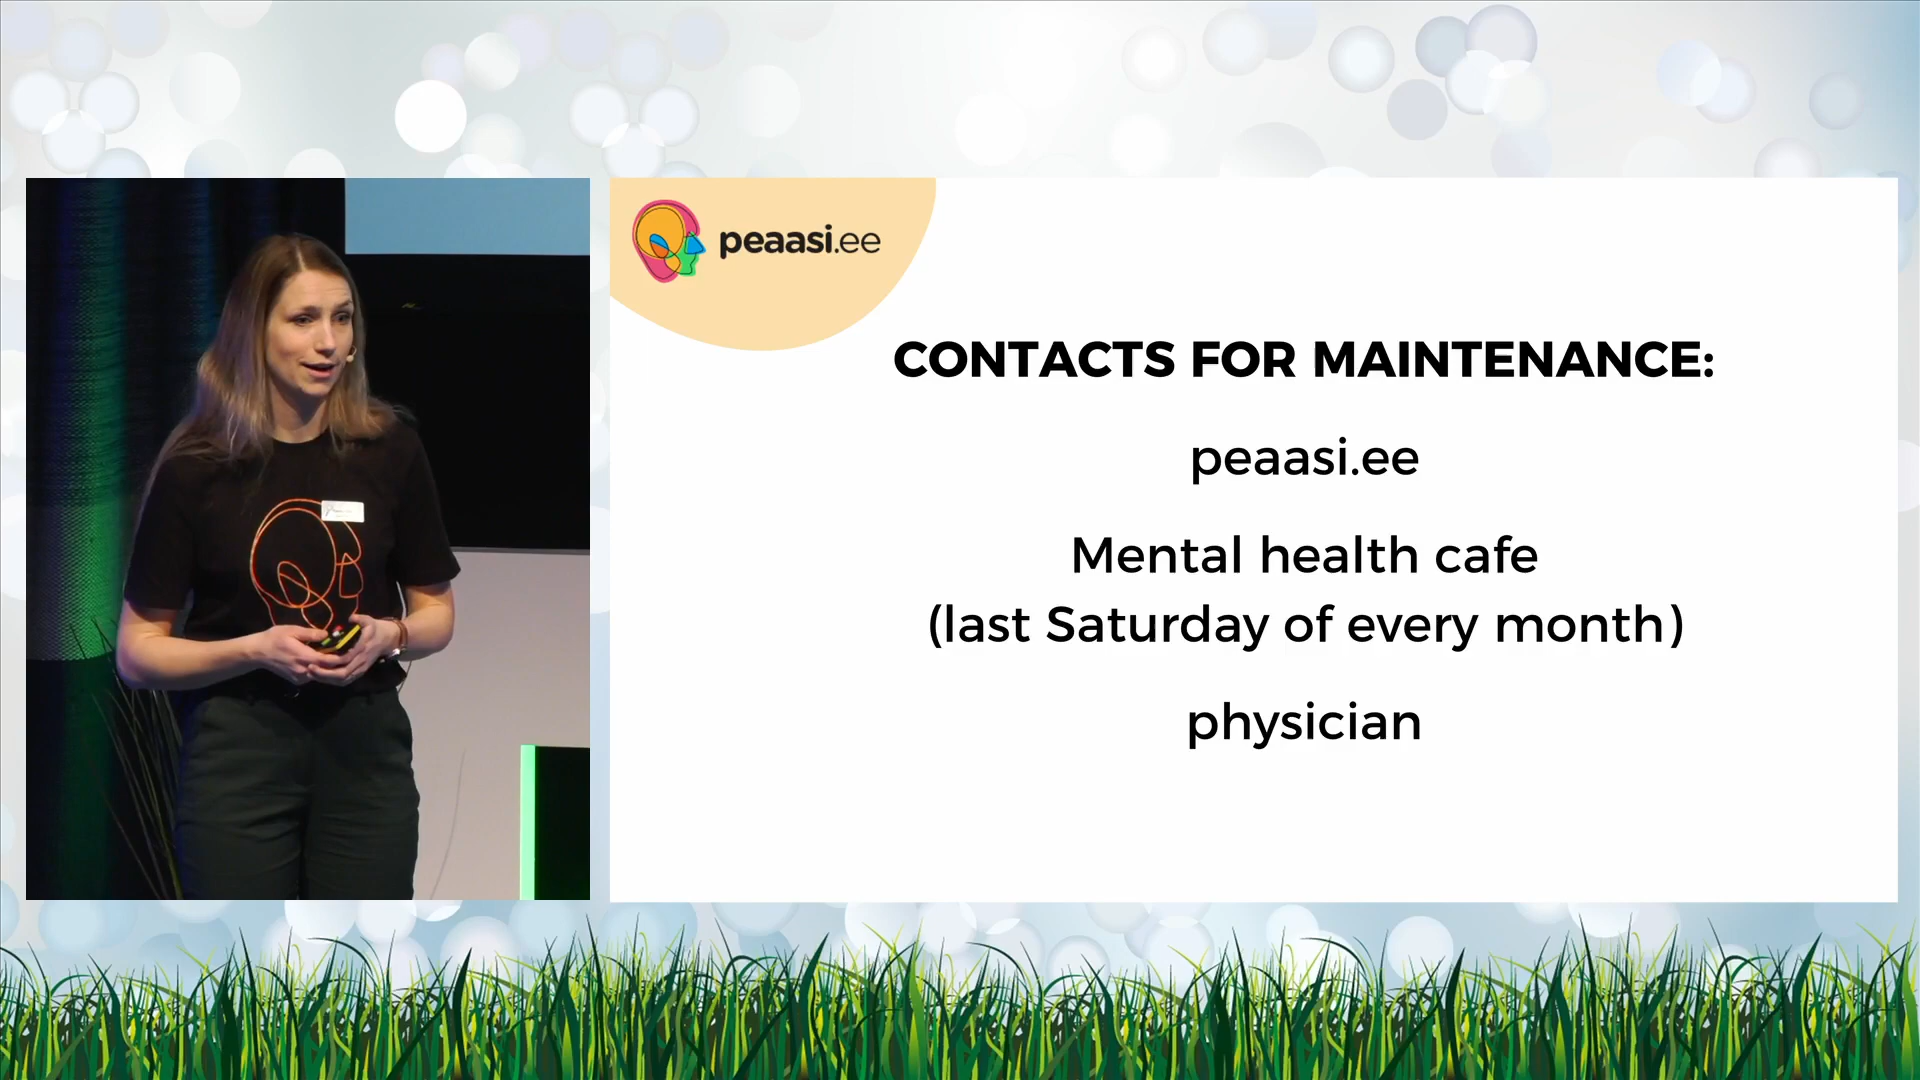 peaasi.ee
CONTACTS FOR MAINTENANCE:
peaasi.ee
Mental health cafe
(last Saturday of every month)
physician